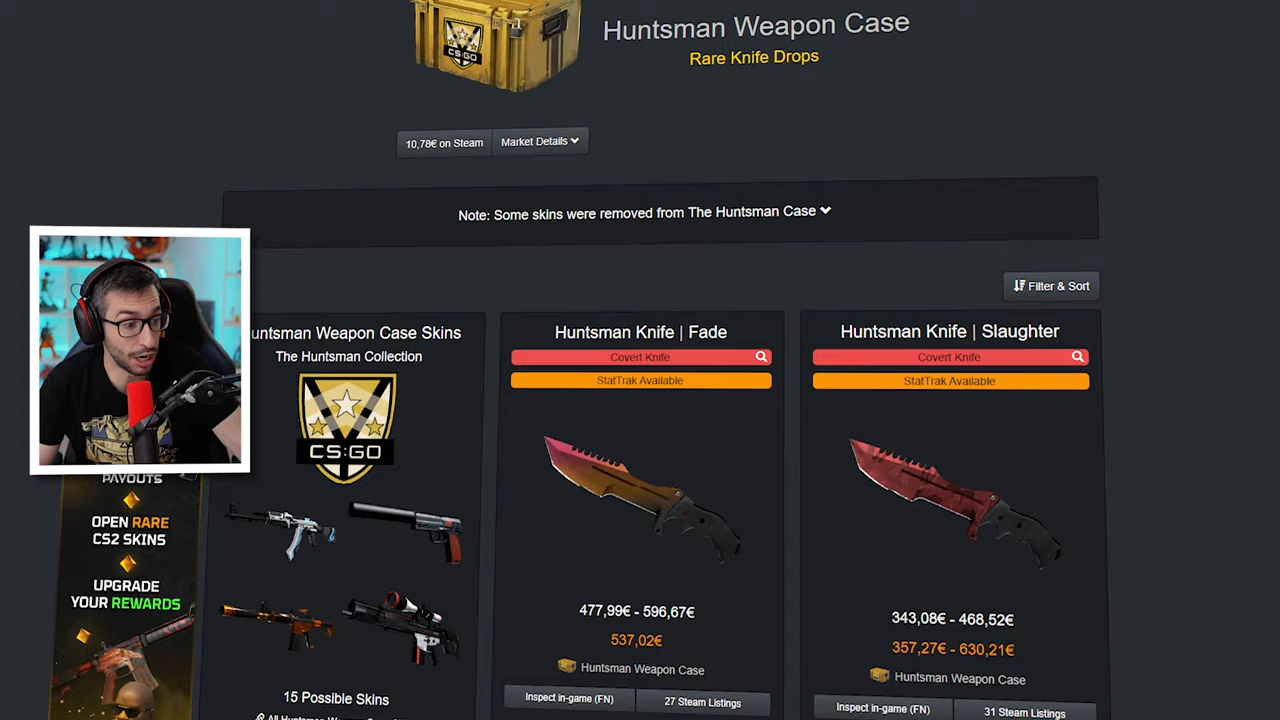 Huntsman Weapon Case
Rare Knife Drops
CS:GO
10,78€ on Steam
Market Details
Note: Some skins were removed from The Huntsman Case
Filter & Sort
untsman Weapon Case Skins
The Huntsman Collection
CS:GO
15 Possible Skins
Huntsman Knife | Fade
Covert Knife
StatTrak Available
477,99€ - 596,67€
537,02€
Huntsman Weapon Case
Inspect in-game (FN)
27 Steam Listings
Huntsman Knife | Slaughter
Covert Knife
StatTrak Available
343,08€ - 468,52€
357,27€ - 630,21€
Huntsman Weapon Case
Inspect in-game (FN)
31 Steam Listings
PAYOUTS
OPEN RARE
CS2 SKINS
UPGRADE
YOUR REWARDS